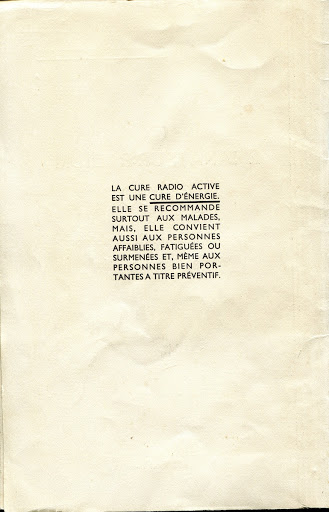 LA CURE RADIO ACTIVE
EST UNE CURE D'ÉNERGIE.
ELLE SE RECOMMANDE
SURTOUT AUX MALADES,
MAIS, ELLE CONVIENT
AUSSI AUX PERSONNES
AFFAIBLIES, FATIGUÉES OU
SURMENÉES ET, MÊME AUX
PERSONNES BIEN POR-
TANTES A TITRE PRÉVENTIF.